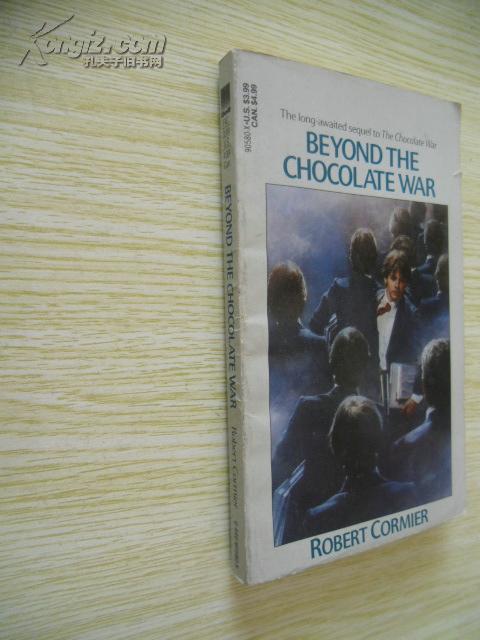 Kongfz.com
孔夫子旧书网
90580-X•U.S. $3.99
CAN. $4.99
The long-awaited sequel to The Chocolate War
BEYOND THE
CHOCOLATE WAR
ROBERT CORMIER
BEYOND THE CHOCOLATE WAR
Robert Cormier